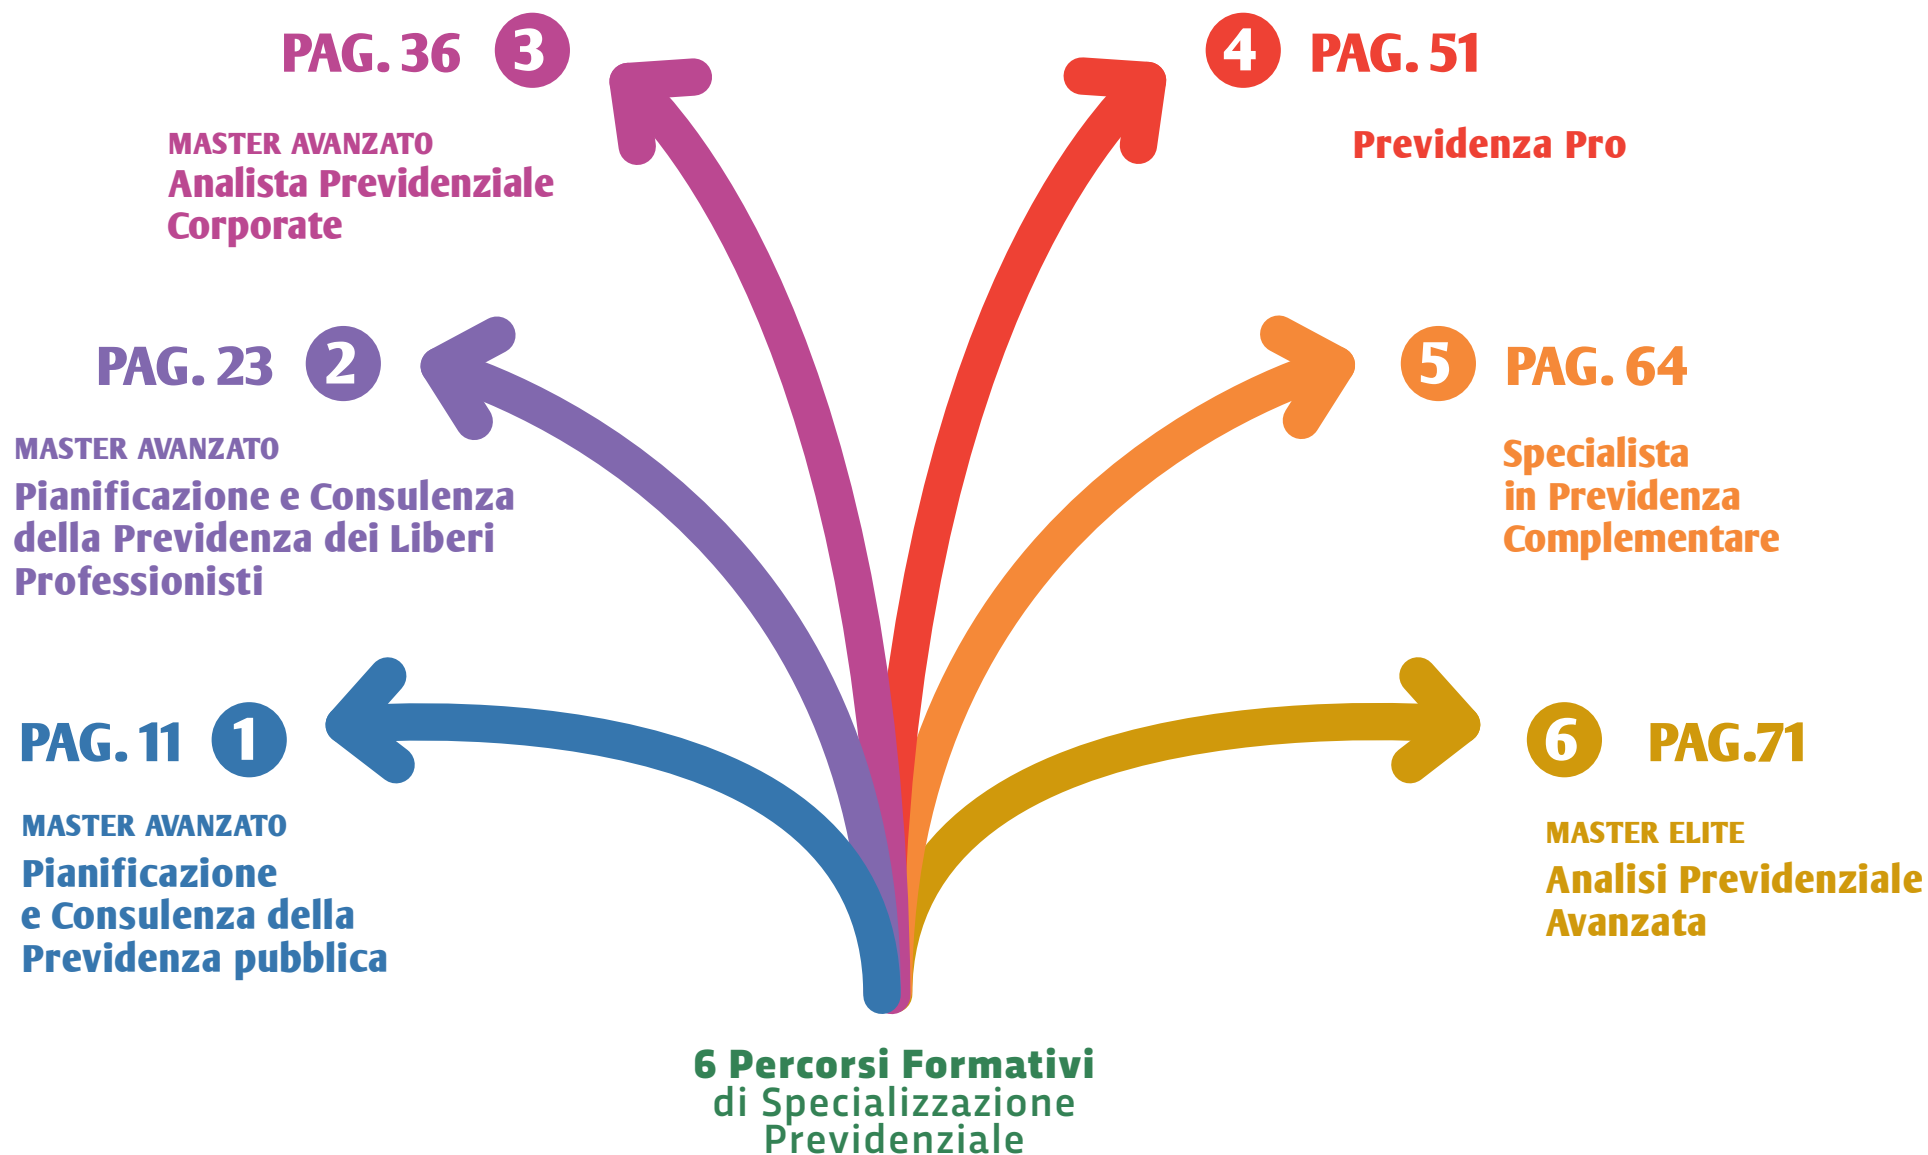 PAG. 36 3
MASTER AVANZATO
Analista Previdenziale
Corporate
4 PAG. 51
Previdenza Pro
PAG. 23 2
MASTER AVANZATO
Pianificazione e Consulenza
della Previdenza dei Liberi
Professionisti
5 PAG. 64
Specialista
in Previdenza
Complementare
PAG. 11 1
MASTER AVANZATO
Pianificazione
e Consulenza della
Previdenza pubblica
6 PAG.71
MASTER ELITE
Analisi Previdenziale
Avanzata
6 Percorsi Formativi
di Specializzazione
Previdenziale